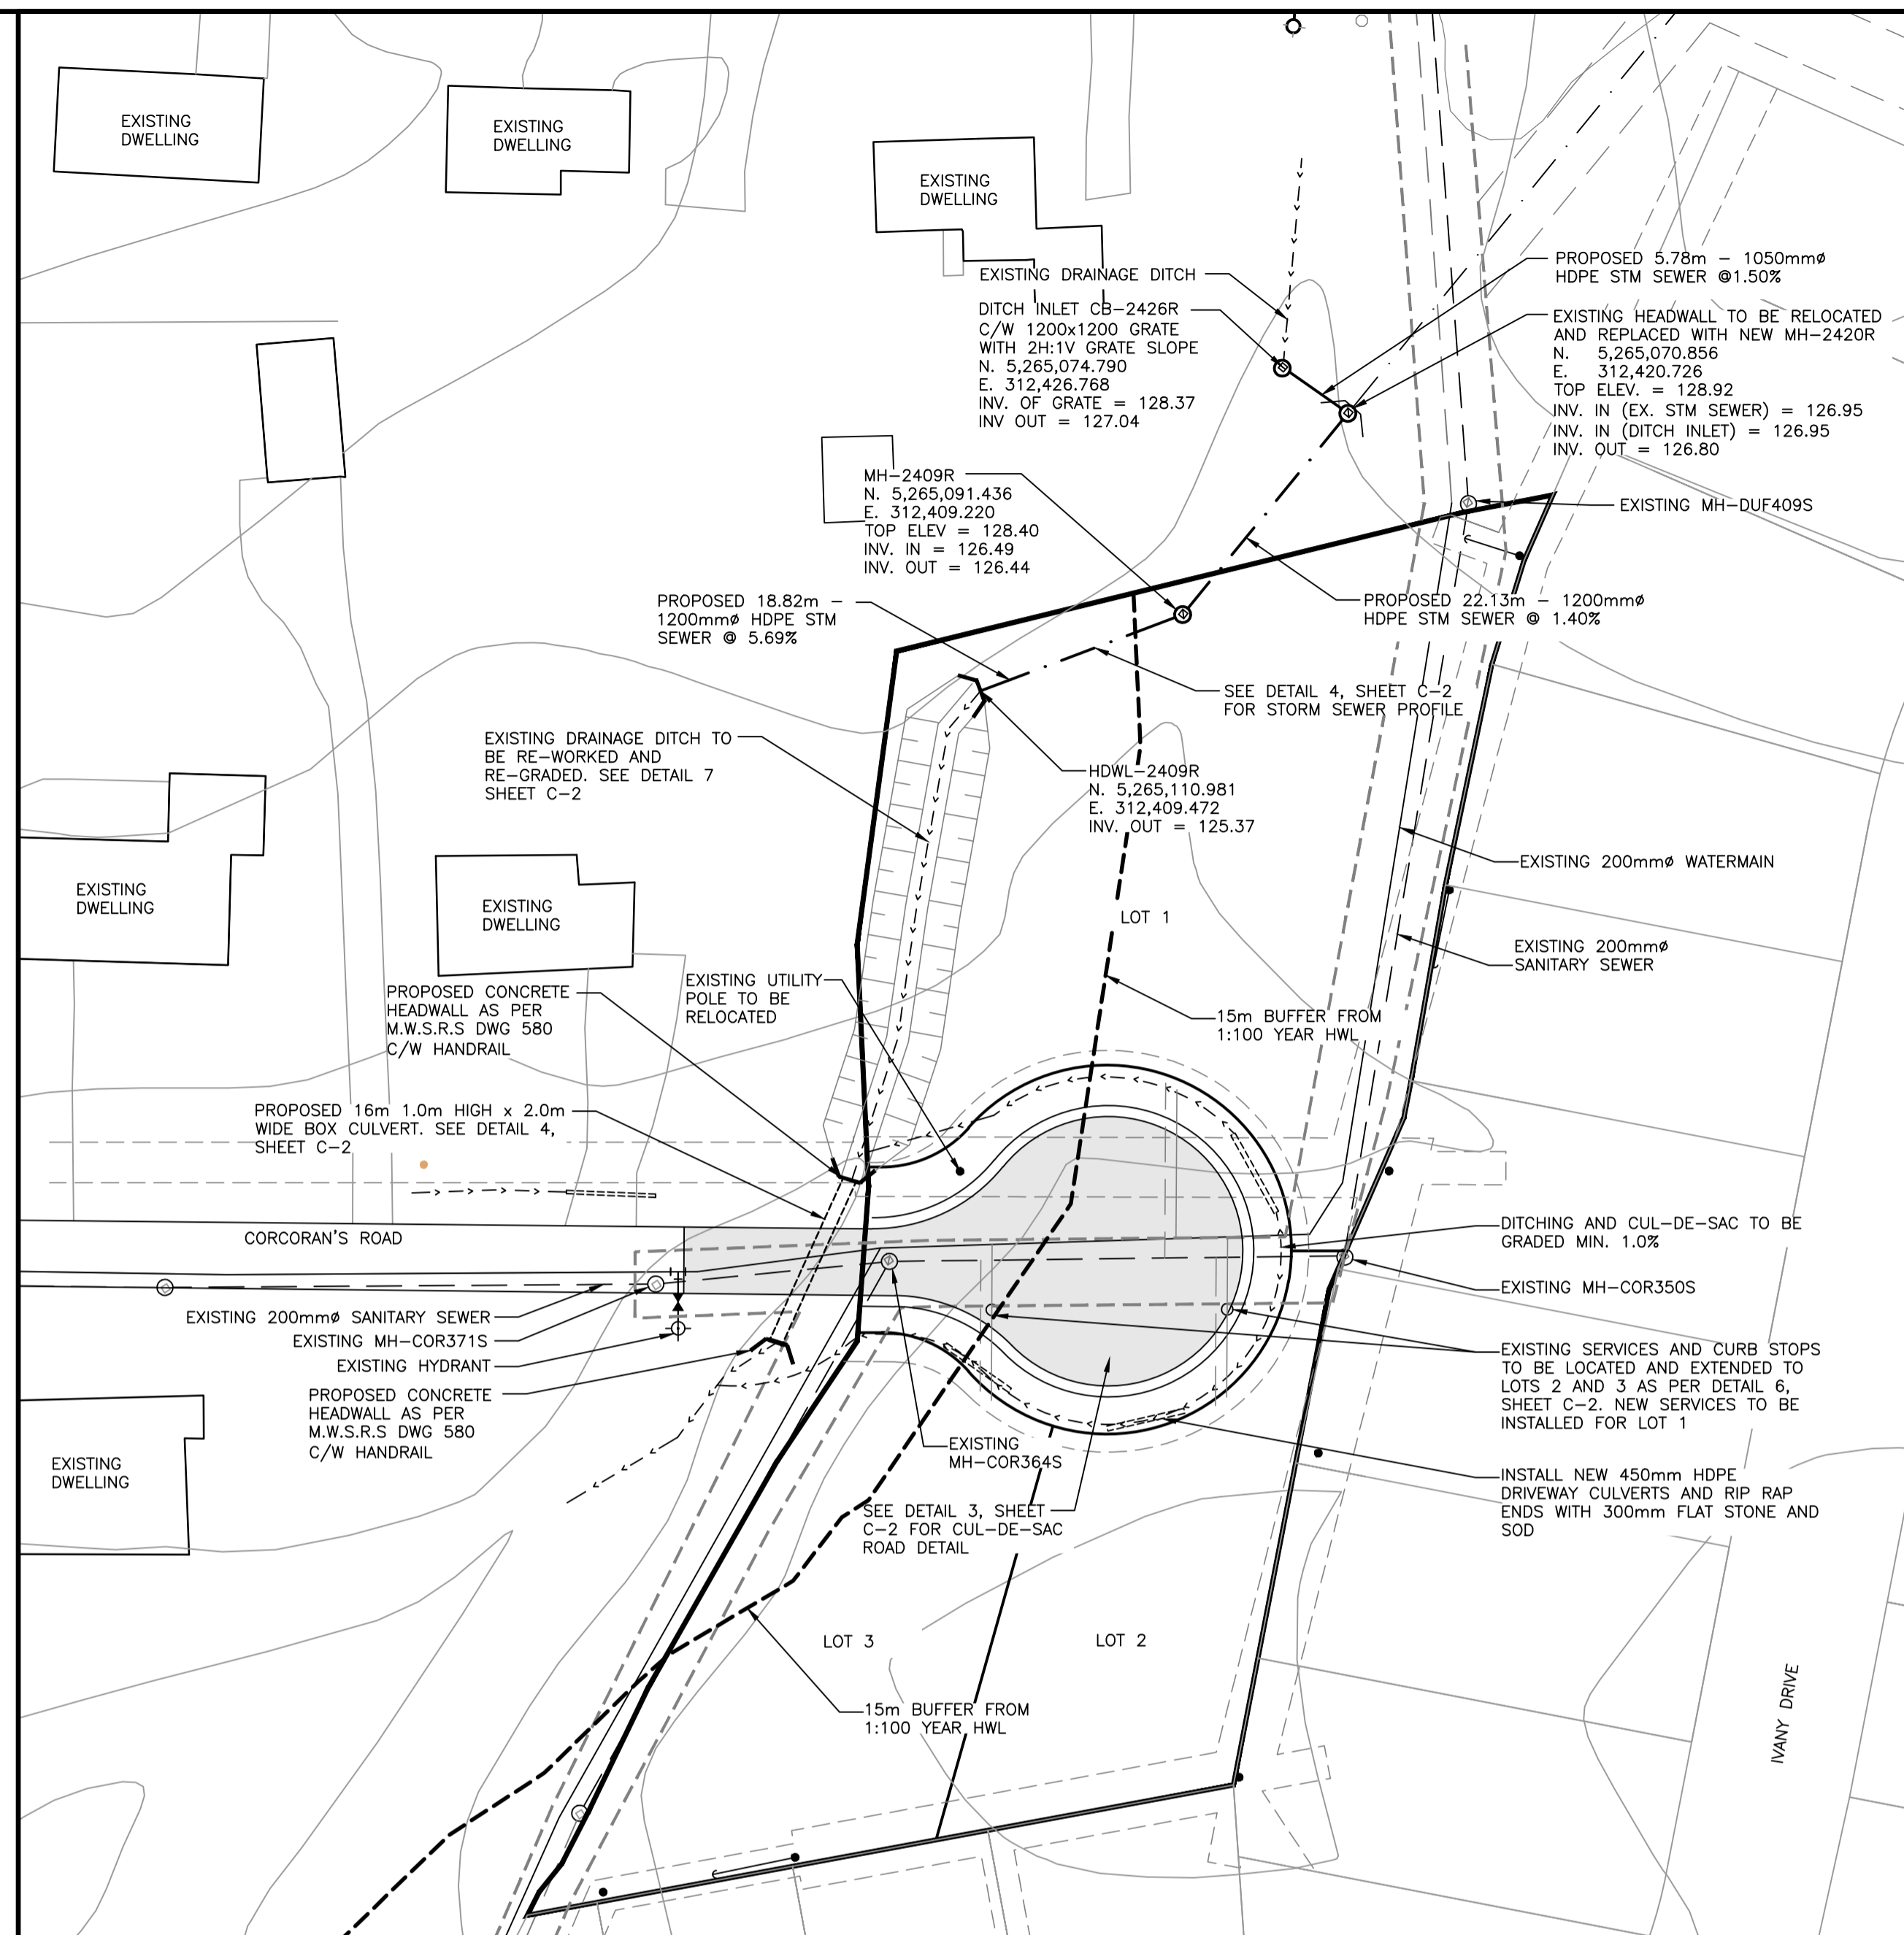 EXISTING
DWELLING
EXISTING
DWELLING
EXISTING
DWELLING
EXISTING DRAINAGE DITCH
DITCH INLET CB-2426R
C/W 1200x1200 GRATE
WITH 2H:1V GRATE SLOPE
N. 5,265,074.790
E. 312,426.768
INV. OF GRATE = 128.37
INV OUT = 127.04
PROPOSED 5.78m - 1050mmø
HDPE STM SEWER @1.50%
EXISTING HEADWALL TO BE RELOCATED
AND REPLACED WITH NEW MH-2420R
N. 5,265,070.856
E. 312,420.726
TOP ELEV. = 128.92
INV. IN (EX. STM SEWER) = 126.95
INV. IN (DITCH INLET) = 126.95
INV. OUT = 126.80
MH-2409R
N. 5,265,091.436
E. 312,409.220
TOP ELEV = 128.40
INV. IN = 126.49
INV. OUT = 126.44
EXISTING MH-DUF409S
PROPOSED 18.82m -
1200mmø HDPE STM
SEWER @ 5.69%
PROPOSED 22.13m - 1200mmø
HDPE STM SEWER @ 1.40%
SEE DETAIL 4, SHEET C-2
FOR STORM SEWER PROFILE
EXISTING DRAINAGE DITCH TO
BE RE-WORKED AND
RE-GRADED. SEE DETAIL 7
SHEET C-2
HDWL-2409R
N. 5,265,110.981
E. 312,409.472
INV. OUT = 125.37
EXISTING 200mmø WATERMAIN
EXISTING
DWELLING
EXISTING
DWELLING
LOT 1
EXISTING 200mmø
SANITARY SEWER
PROPOSED CONCRETE
HEADWALL AS PER
M.W.S.R.S DWG 580
C/W HANDRAIL
EXISTING UTILITY
POLE TO BE
RELOCATED
15m BUFFER FROM
1:100 YEAR HWL
PROPOSED 16m 1.0m HIGH x 2.0m
WIDE BOX CULVERT. SEE DETAIL 4,
SHEET C-2
CORCORAN'S ROAD
DITCHING AND CUL-DE-SAC TO BE
GRADED MIN. 1.0%
EXISTING MH-COR350S
EXISTING 200mmø SANITARY SEWER
EXISTING MH-COR371S
EXISTING HYDRANT
PROPOSED CONCRETE
HEADWALL AS PER
M.W.S.R.S DWG 580
C/W HANDRAIL
EXISTING SERVICES AND CURB STOPS
TO BE LOCATED AND EXTENDED TO
LOTS 2 AND 3 AS PER DETAIL 6,
SHEET C-2. NEW SERVICES TO BE
INSTALLED FOR LOT 1
EXISTING
DWELLING
EXISTING
MH-COR364S
SEE DETAIL 3, SHEET
C-2 FOR CUL-DE-SAC
ROAD DETAIL
INSTALL NEW 450mm HDPE
DRIVEWAY CULVERTS AND RIP RAP
ENDS WITH 300mm FLAT STONE AND
SOD
LOT 3
LOT 2
15m BUFFER FROM
1:100 YEAR HWL
IVANY DRIVE